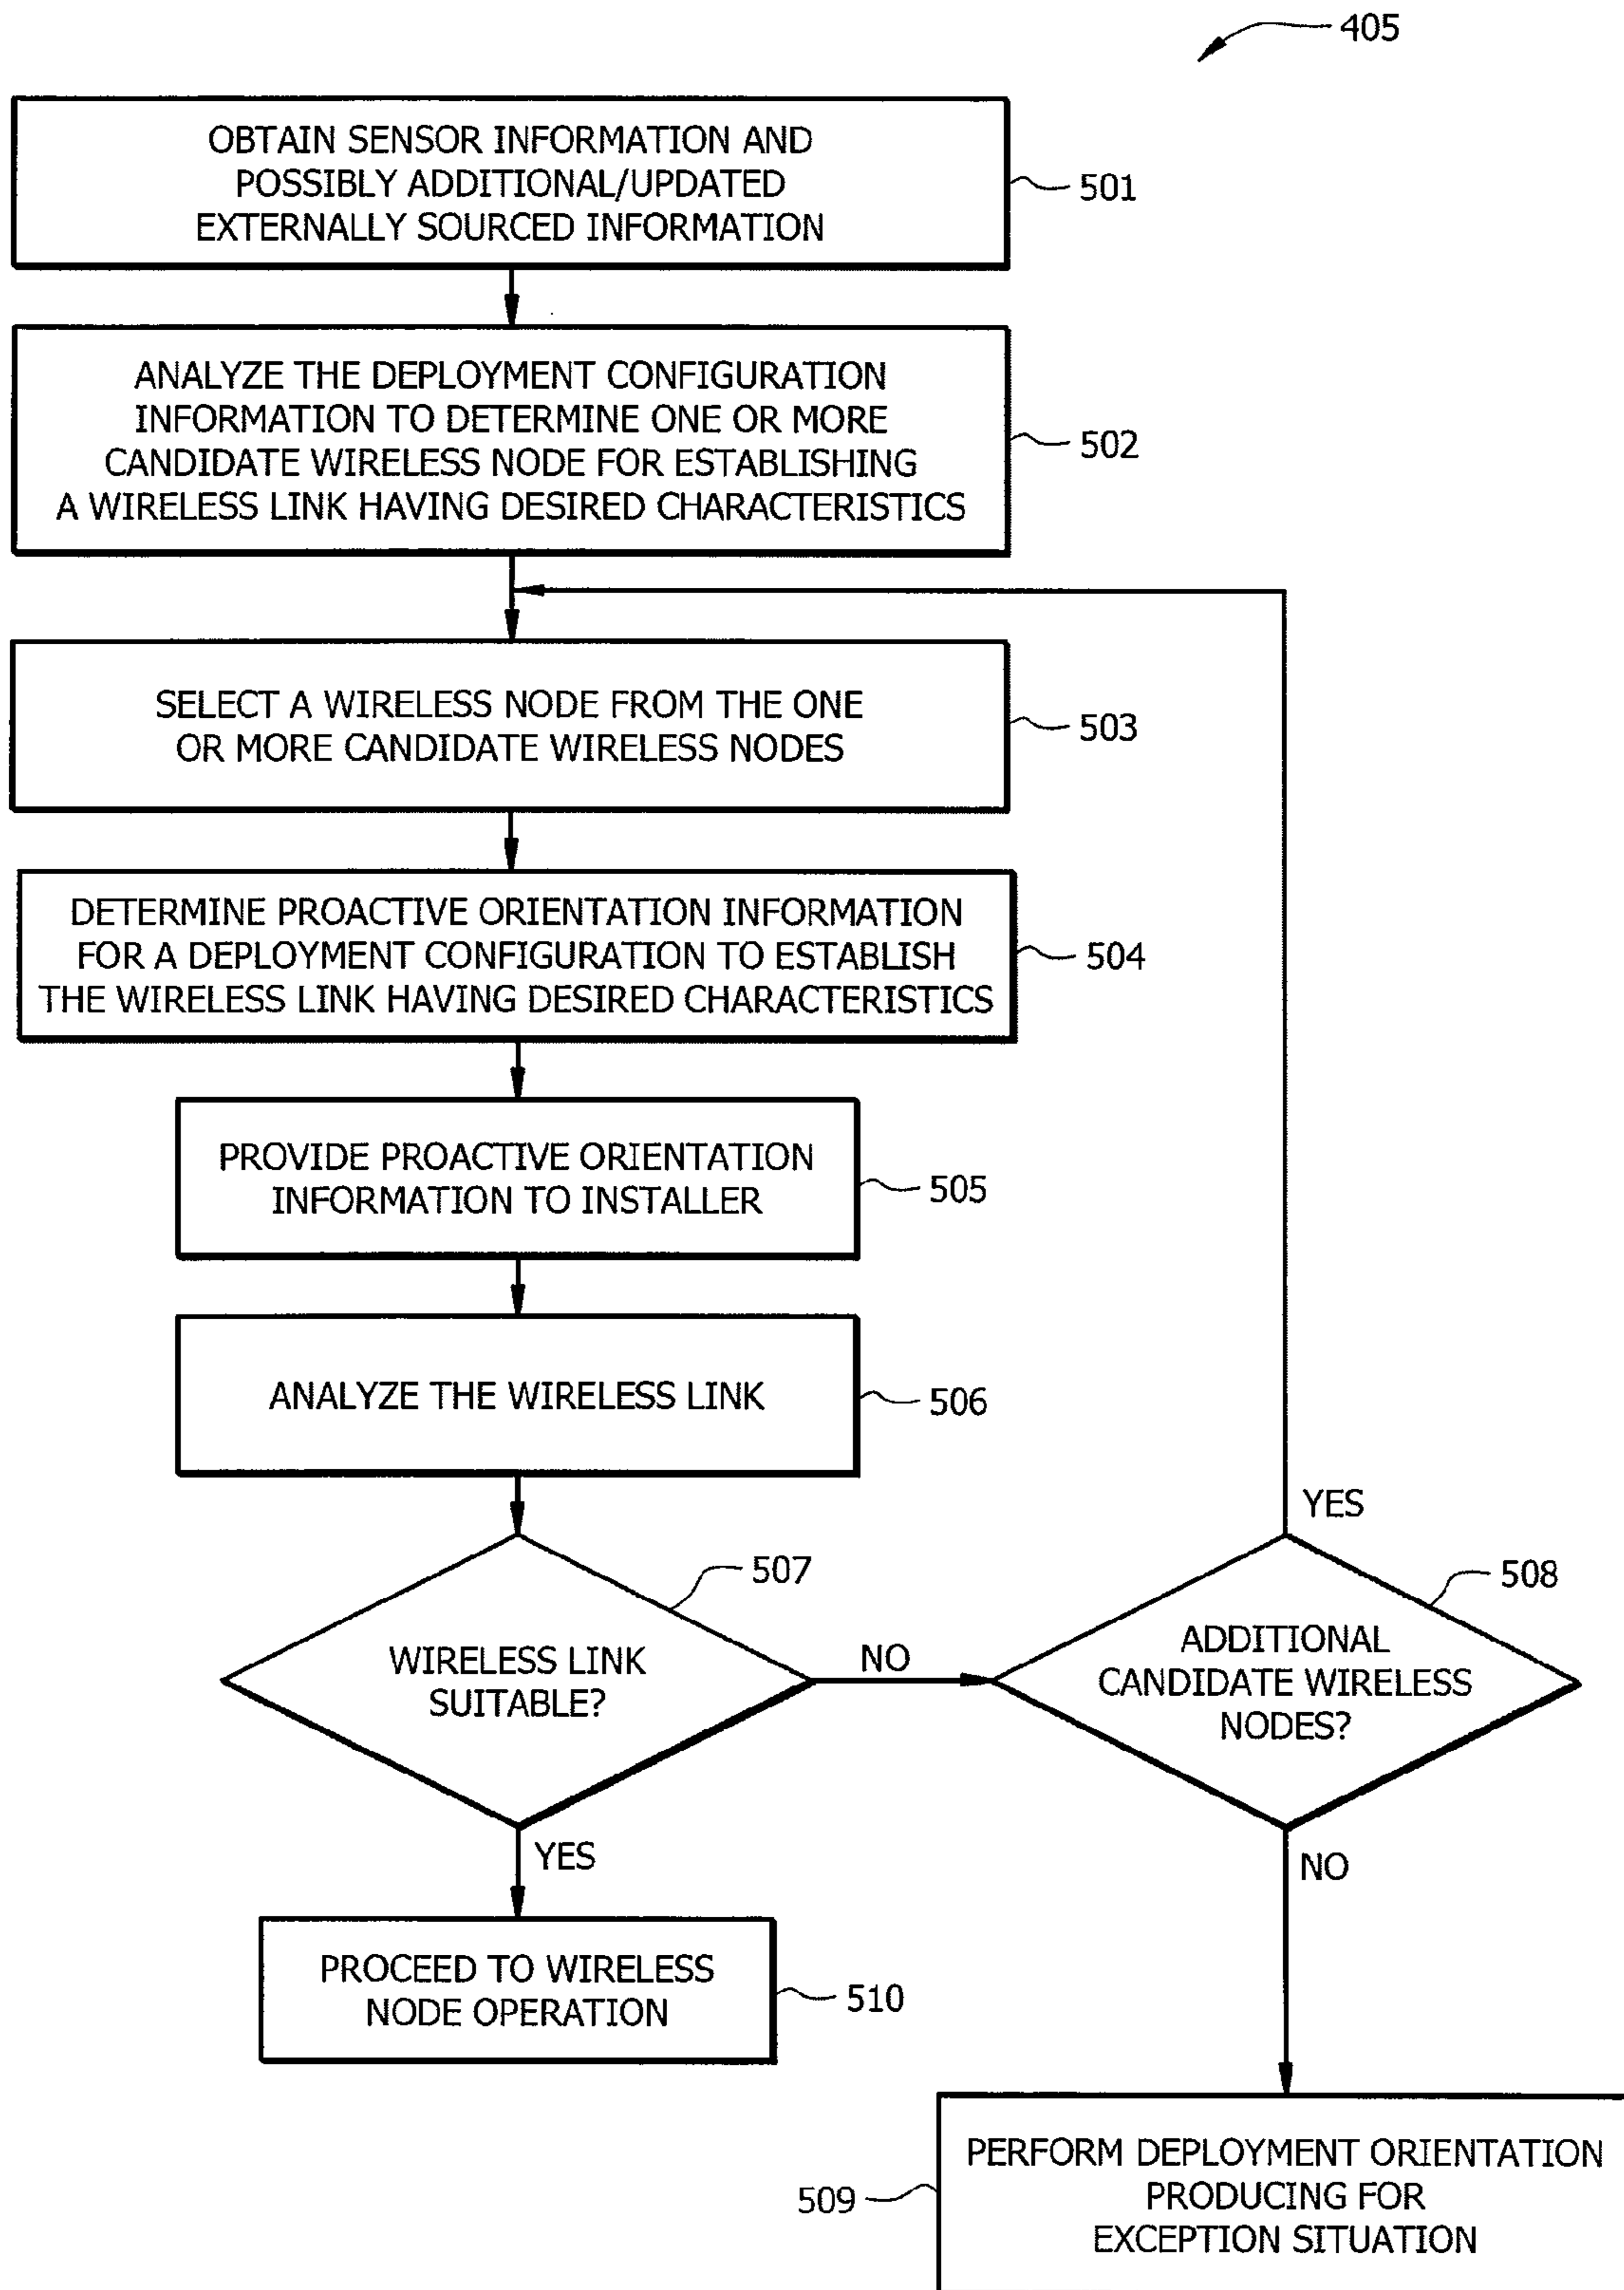 405
OBTAIN SENSOR INFORMATION AND
POSSIBLY ADDITIONAL/UPDATED
EXTERNALLY SOURCED INFORMATION
501
ANALYZE THE DEPLOYMENT CONFIGURATION
INFORMATION TO DETERMINE ONE OR MORE
CANDIDATE WIRELESS NODE FOR ESTABLISHING
A WIRELESS LINK HAVING DESIRED CHARACTERISTICS
502
SELECT A WIRELESS NODE FROM THE ONE
OR MORE CANDIDATE WIRELESS NODES
503
DETERMINE PROACTIVE ORIENTATION INFORMATION
FOR A DEPLOYMENT CONFIGURATION TO ESTABLISH
THE WIRELESS LINK HAVING DESIRED CHARACTERISTICS
504
PROVIDE PROACTIVE ORIENTATION
INFORMATION TO INSTALLER
505
ANALYZE THE WIRELESS LINK
506
WIRELESS LINK
SUITABLE?
507
NO
YES
ADDITIONAL
CANDIDATE WIRELESS
NODES?
508
YES
NO
PROCEED TO WIRELESS
NODE OPERATION
510
PERFORM DEPLOYMENT ORIENTATION
PRODUCING FOR
EXCEPTION SITUATION
509